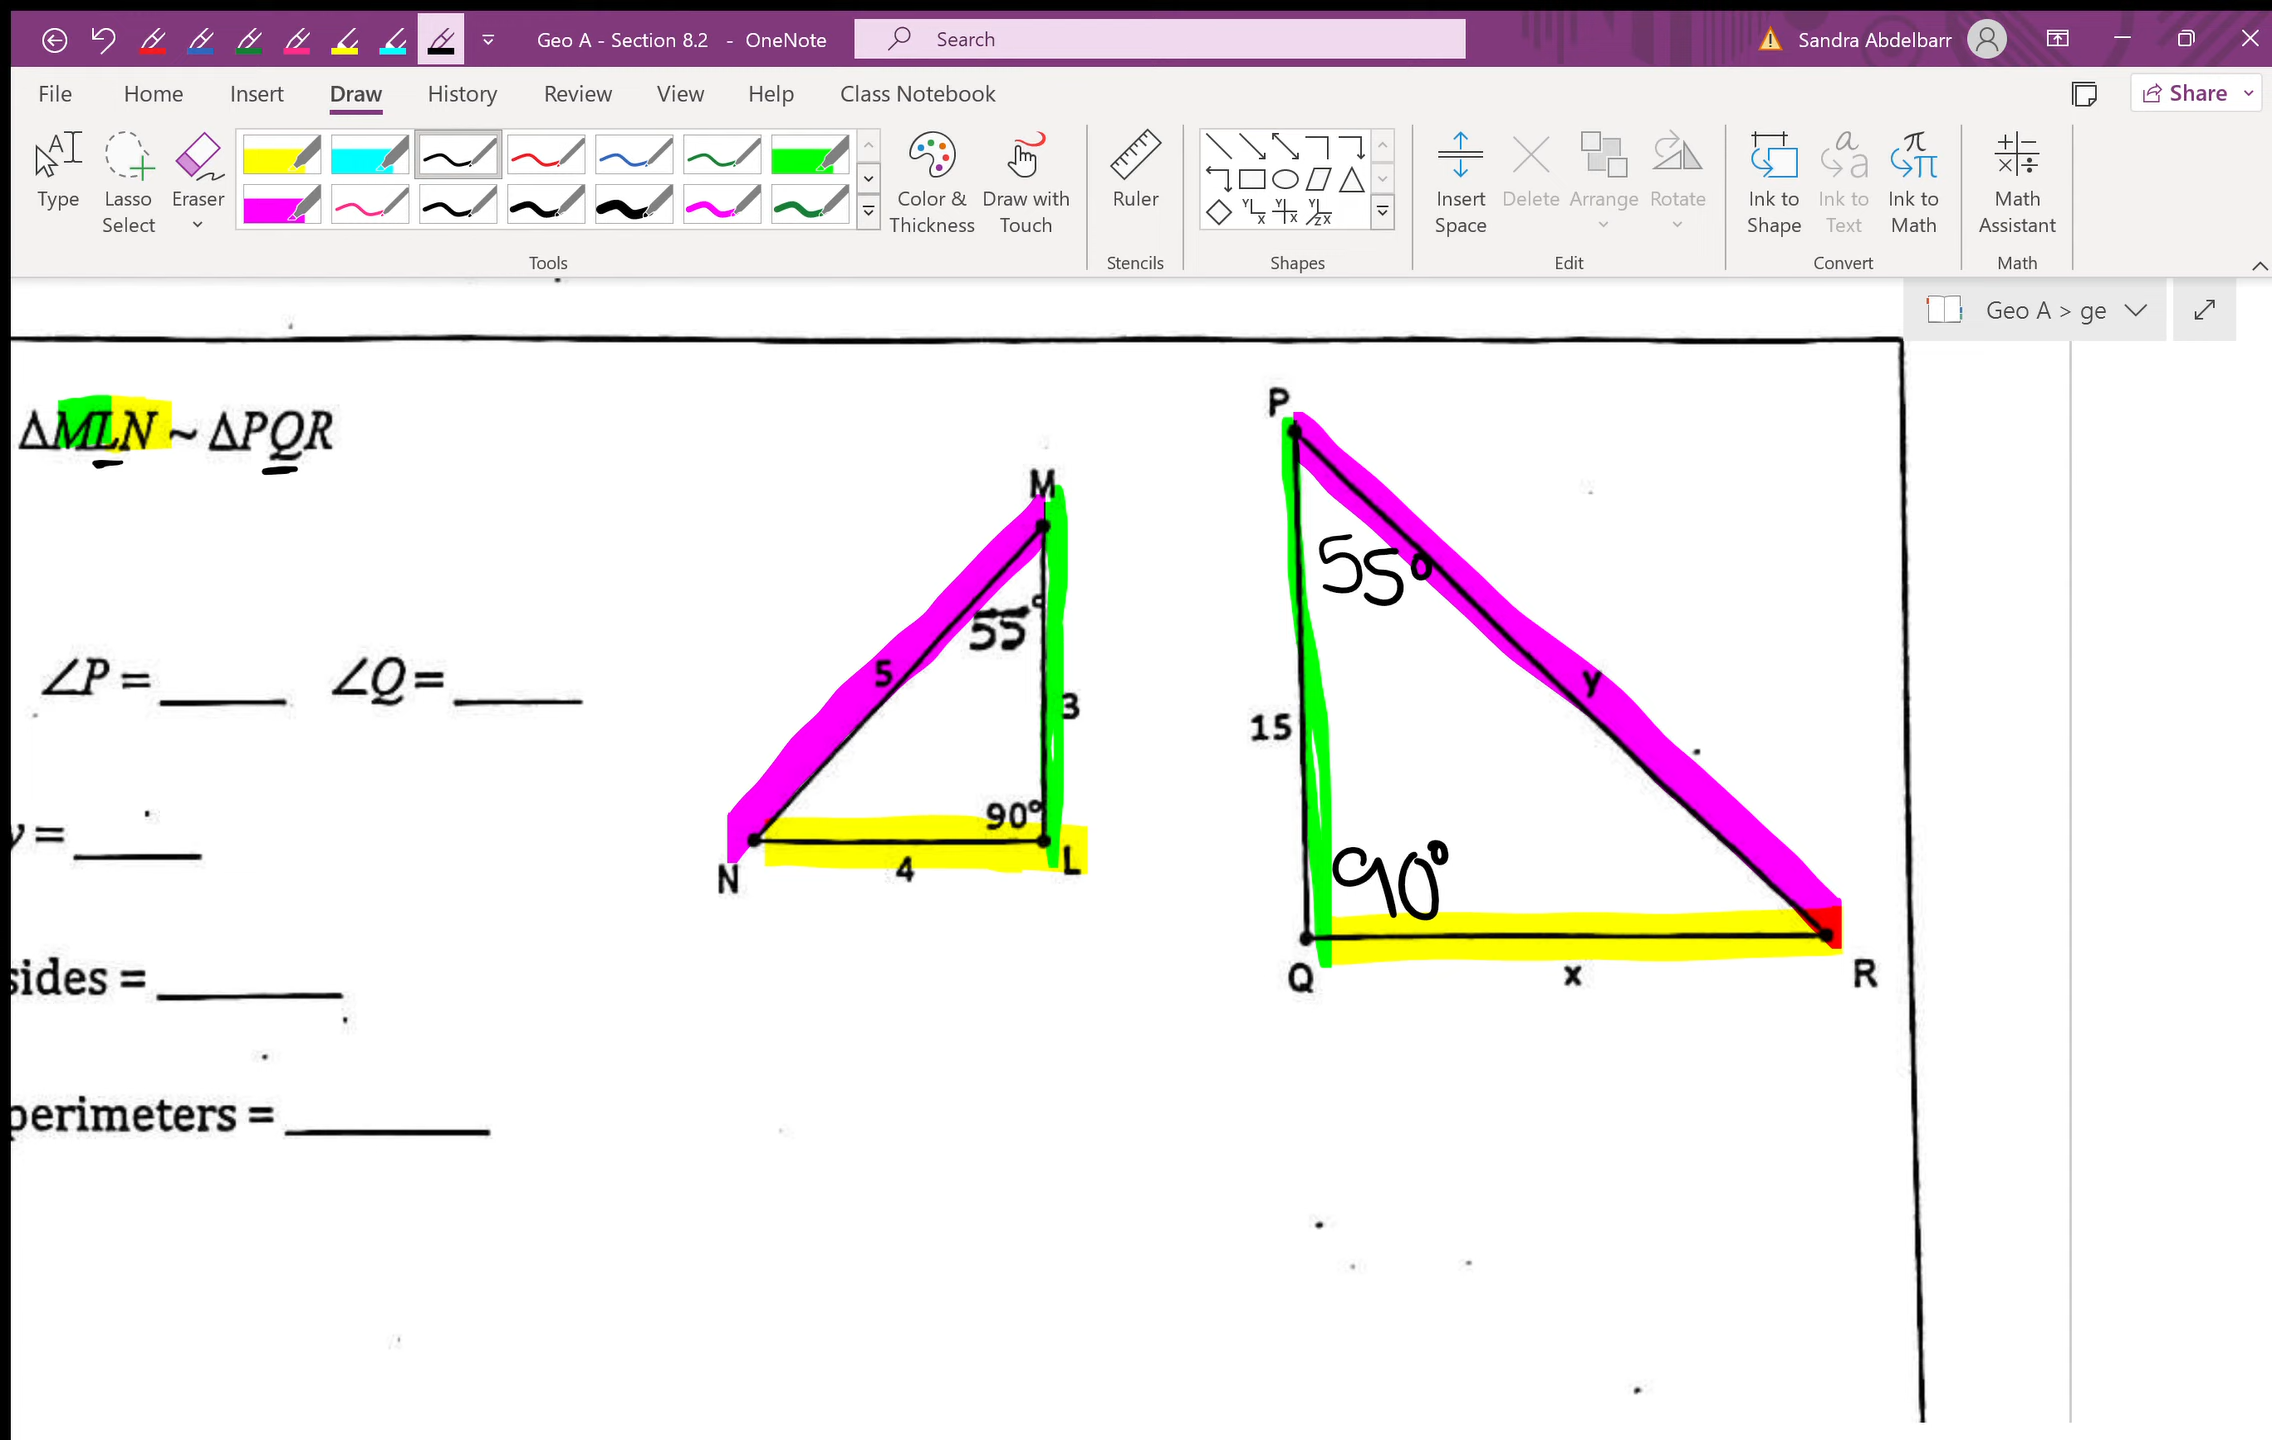 Geo A - Section 8.2 - OneNote
Search
Sandra Abdelbarr
File Home Insert Draw History Review View Help Class Notebook
Share
Type
Lasso Select
Eraser
Color & Thickness
Draw with Touch
Ruler
Insert Space
Delete
Arrange
Rotate
Ink to Shape
Ink to Text
Ink to Math
Math Assistant
Tools
Stencils
Shapes
Edit
Convert
Math
Geo A > ge
ΔMLN ~ ΔPQR
∠P = ____ ∠Q = ____
y = ____
sides = ____
perimeters = ____
M
55°
5
3
90°
N
4
L
P
55°
y
15
90°
Q
x
R